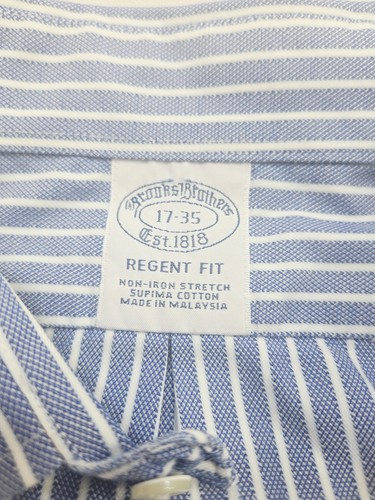 Brooks Brothers
17-35
Est.1818
REGENT FIT
NON-IRON STRETCH
SUPIMA COTTON
MADE IN MALAYSIA